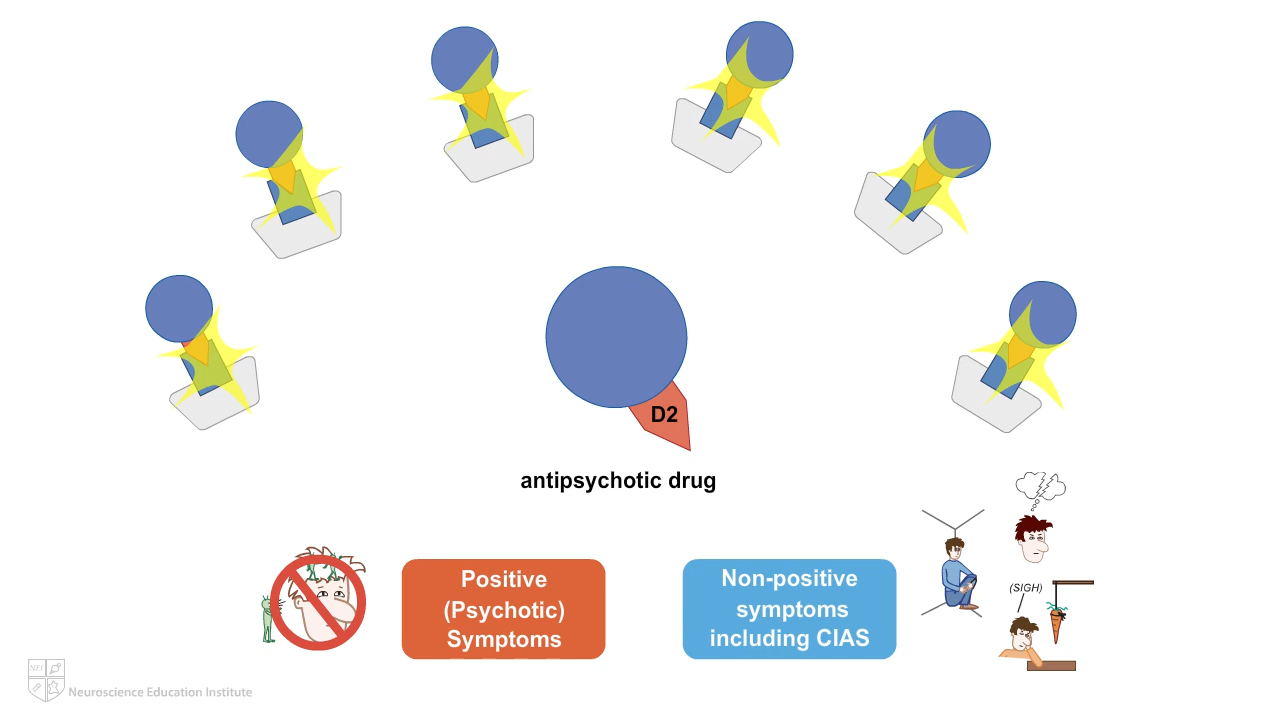 D2
antipsychotic drug
Positive
(Psychotic)
Symptoms
Non-positive
symptoms
including CIAS
(SIGH)
NEI
Neuroscience Education Institute